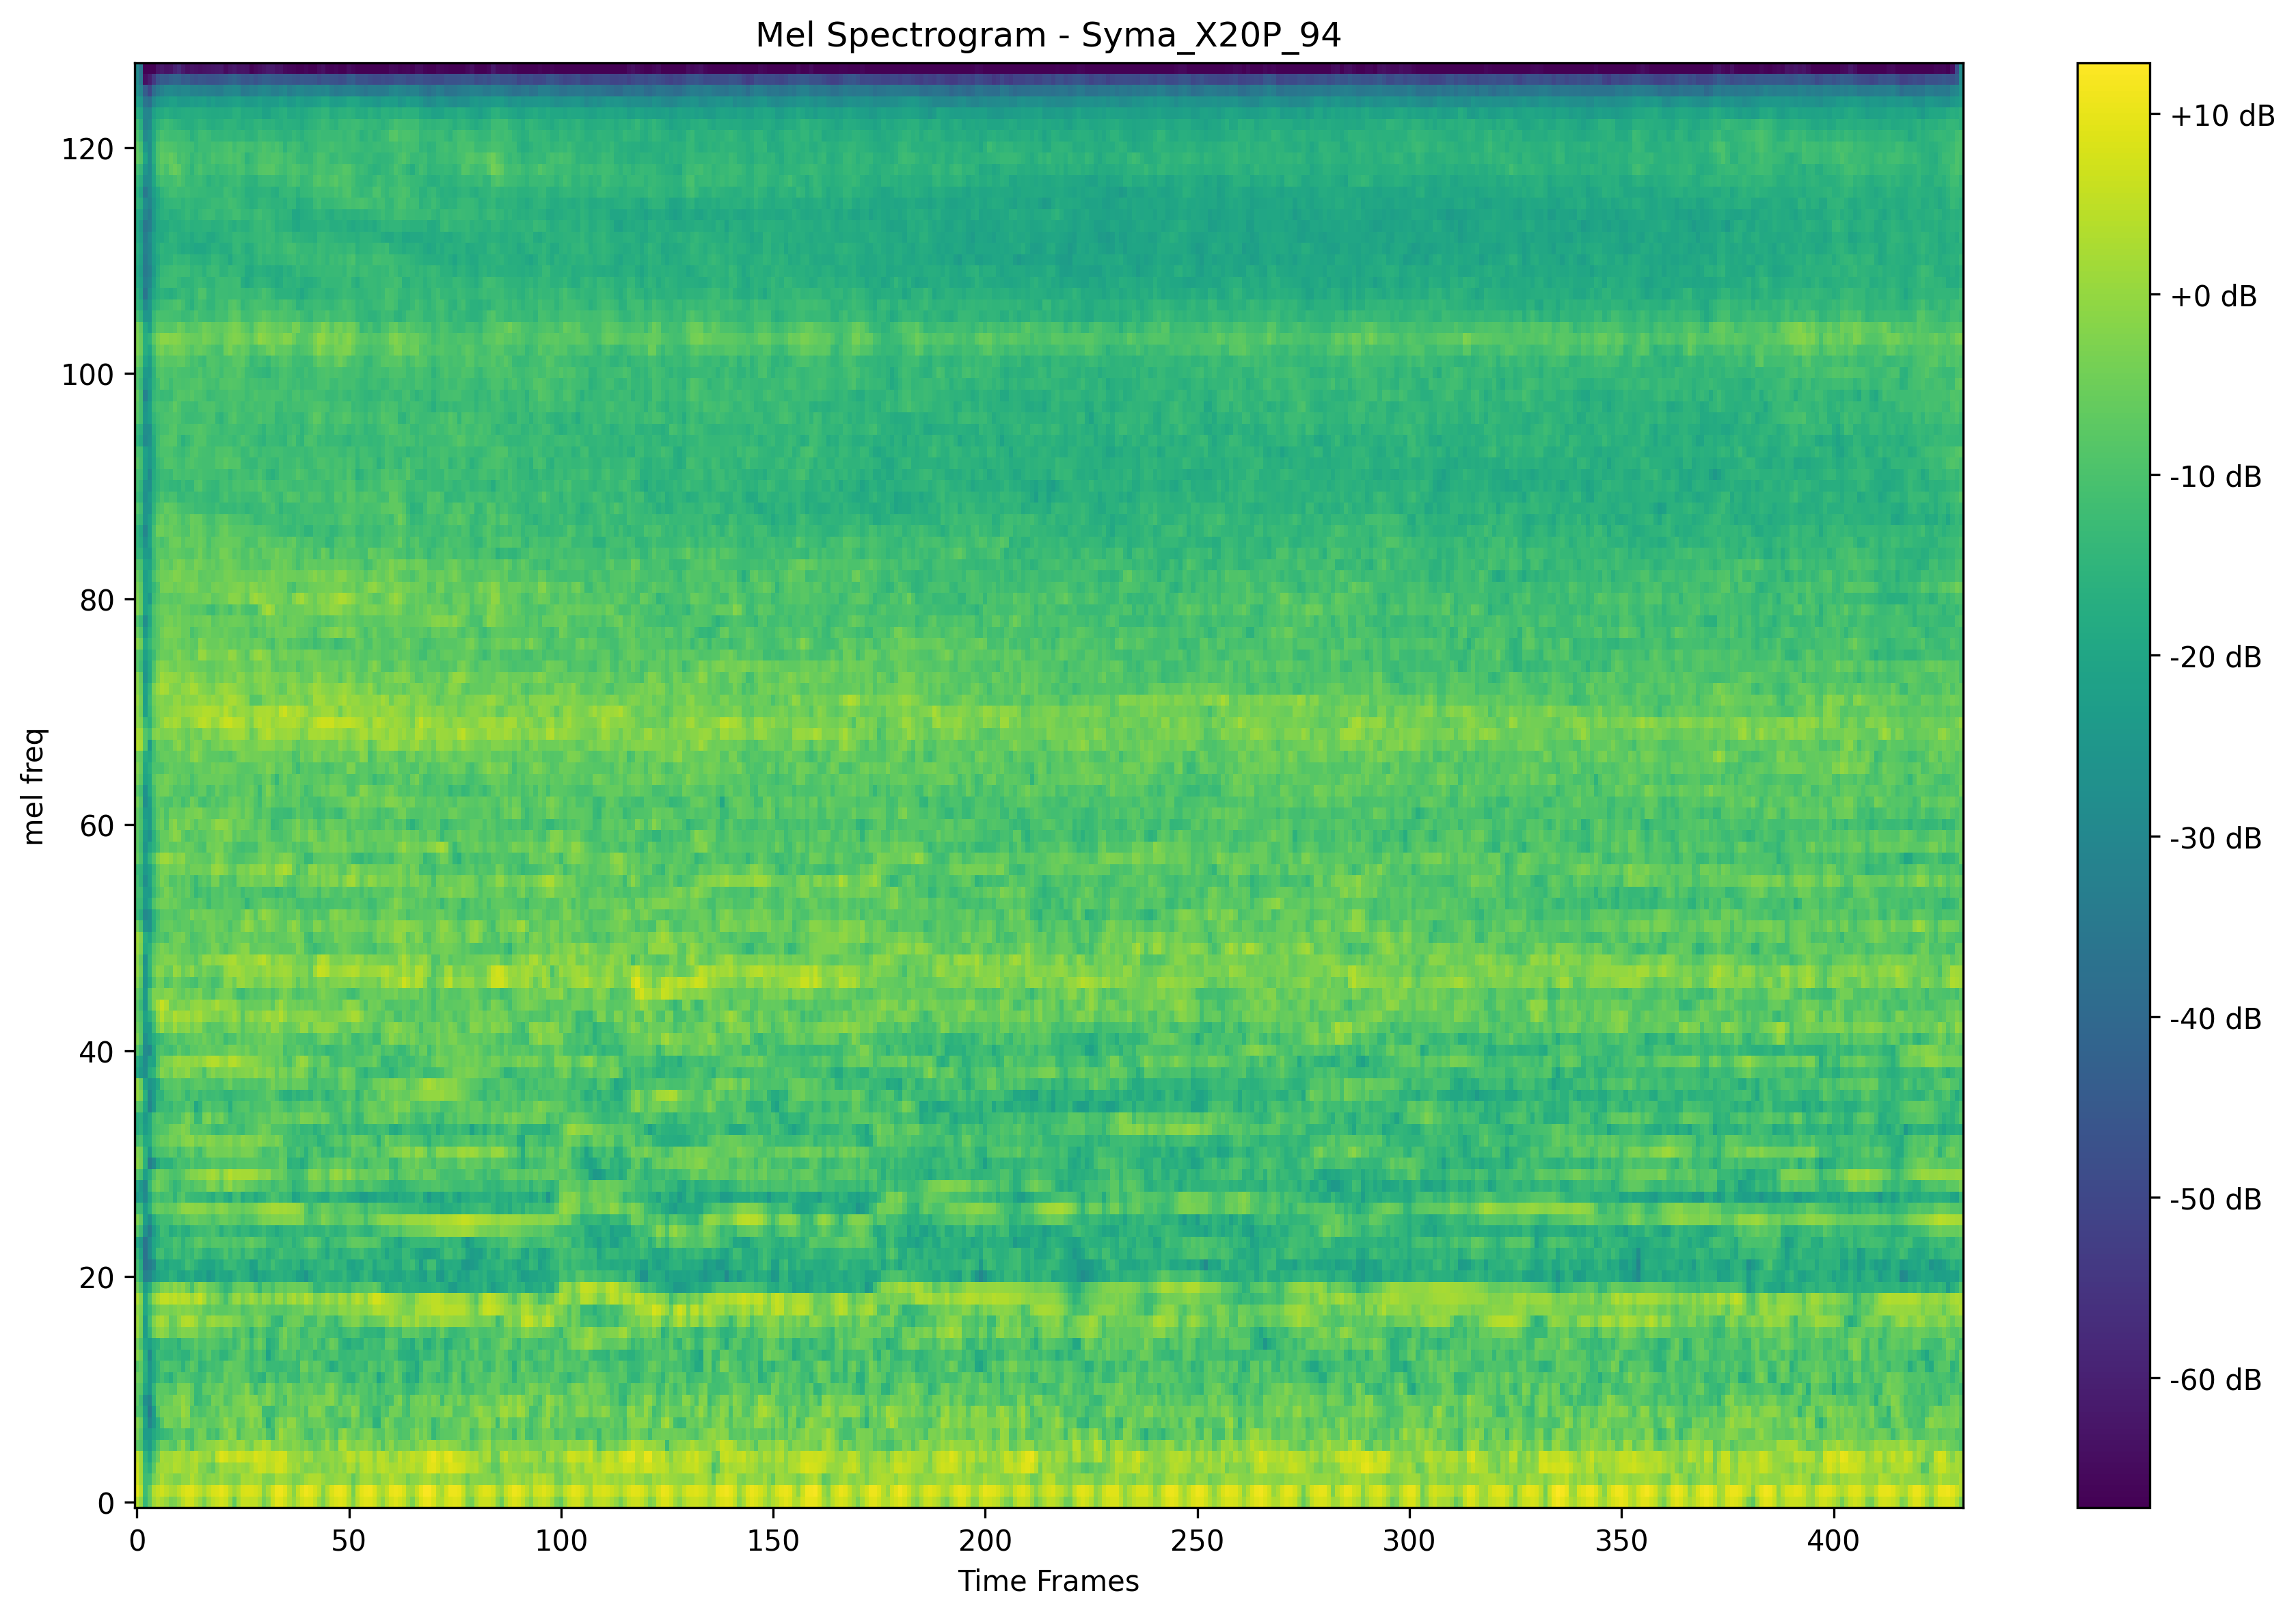 Mel Spectrogram - Syma_X20P_94
mel freq
120
100
80
60
40
20
0
0 50 100 150 200 250 300 350 400
Time Frames
+10 dB
+0 dB
-10 dB
-20 dB
-30 dB
-40 dB
-50 dB
-60 dB